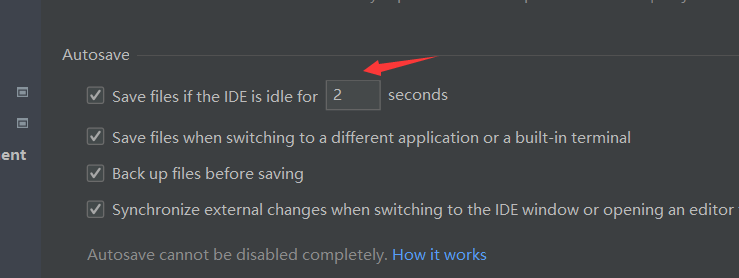 Autosave
Save files if the IDE is idle for 2 seconds
Save files when switching to a different application or a built-in terminal
ent
Back up files before saving
Synchronize external changes when switching to the IDE window or opening an editor
Autosave cannot be disabled completely. How it works